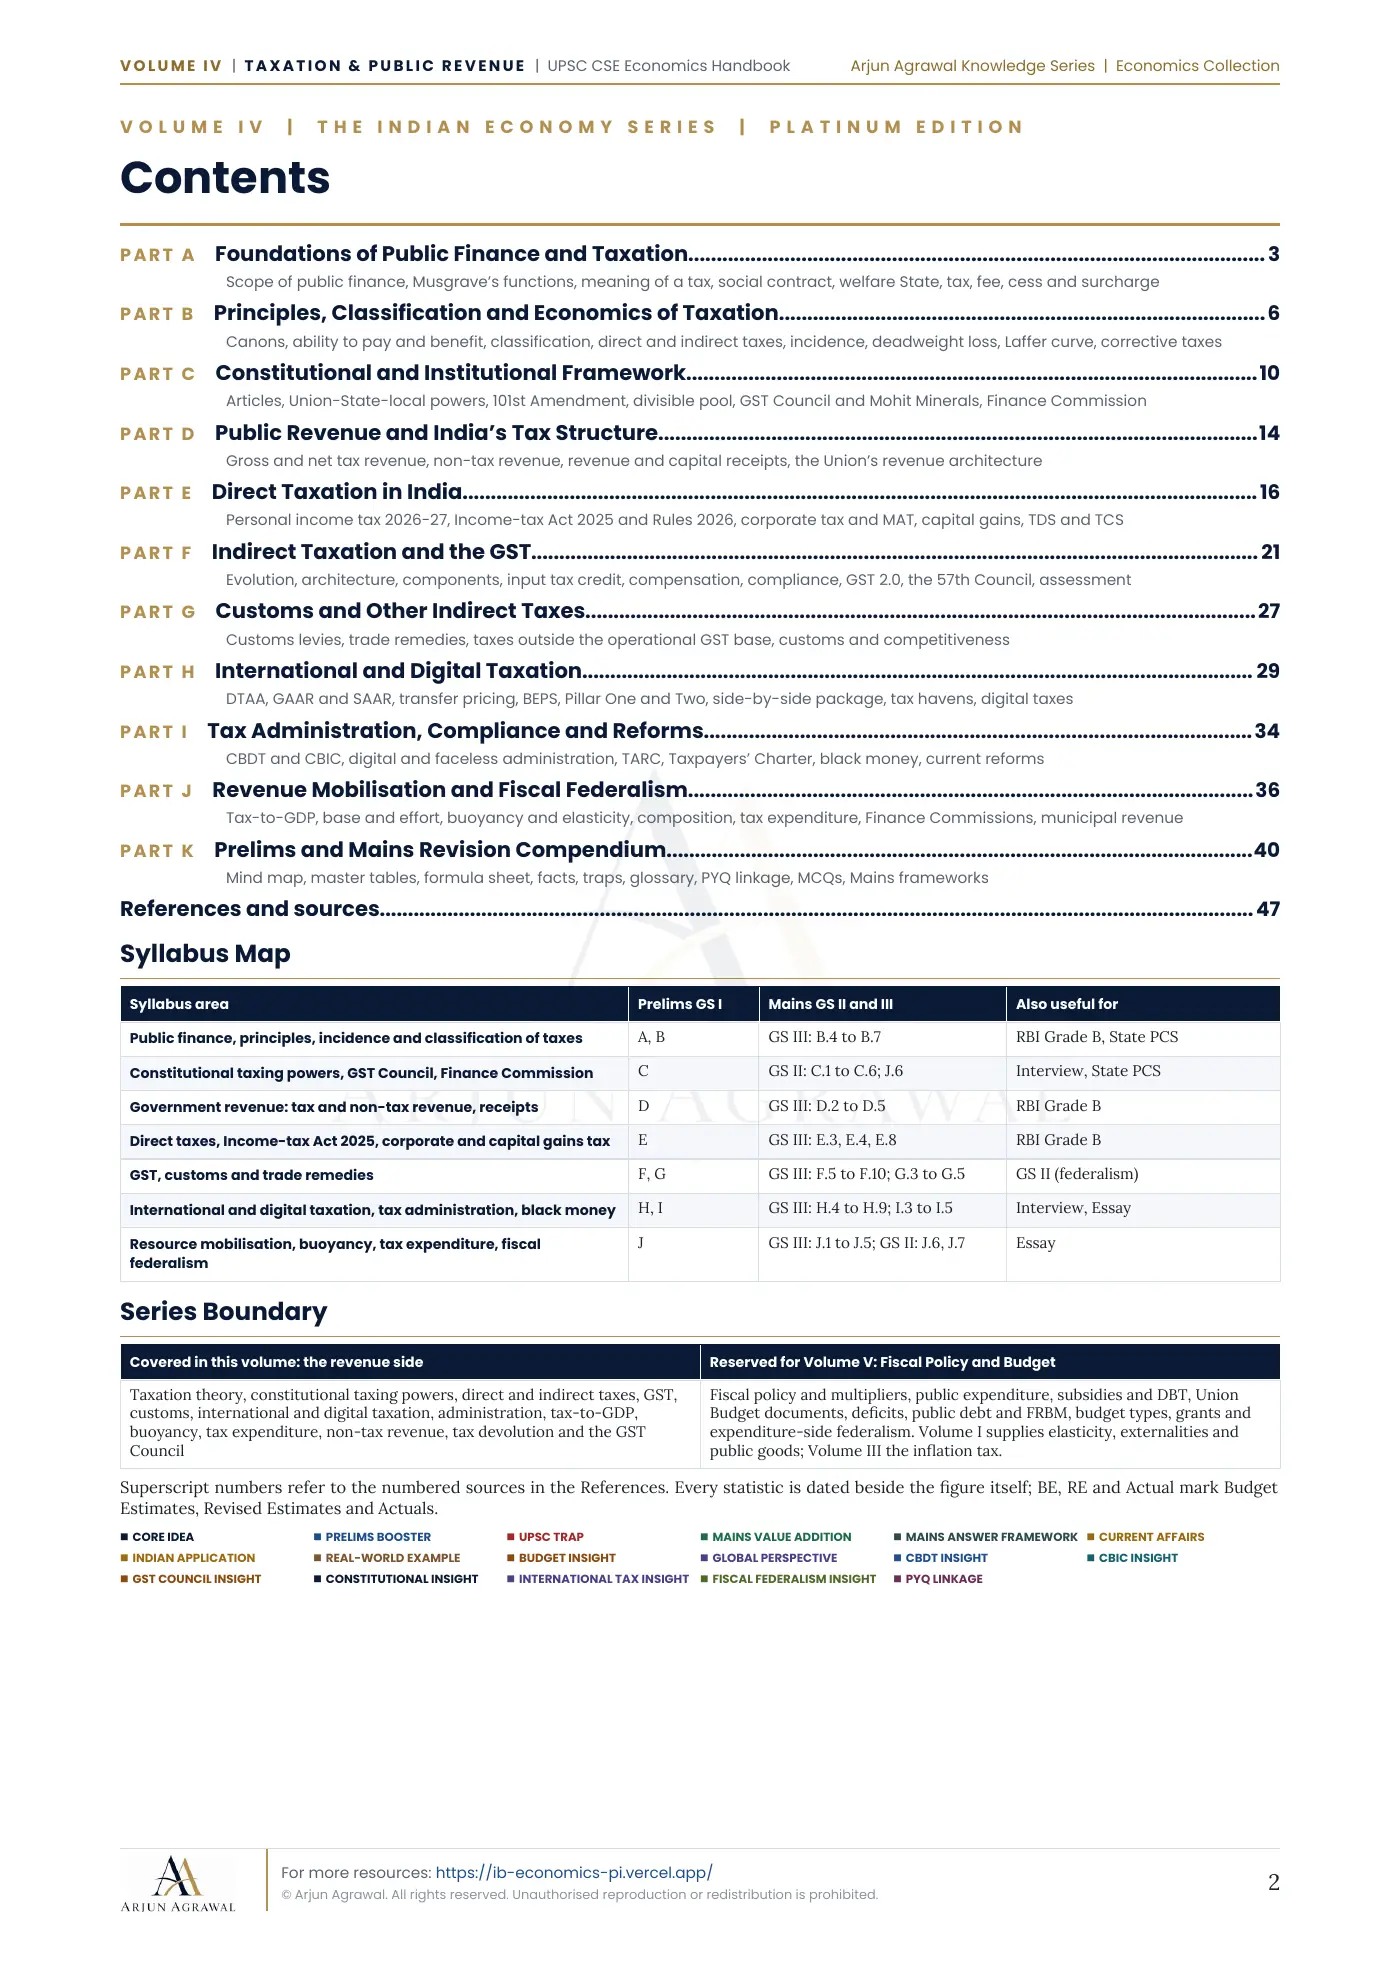 VOLUME IV | TAXATION & PUBLIC REVENUE | UPSC CSE Economics Handbook Arjun Agrawal Knowledge Series | Economics Collection
VOLUME IV | THE INDIAN ECONOMY SERIES | PLATINUM EDITION
Contents
PART A Foundations of Public Finance and Taxation 3
Scope of public finance, Musgrave's functions, meaning of a tax, social contract, welfare State, tax, fee, cess and surcharge
PART B Principles, Classification and Economics of Taxation 6
Canons, ability to pay and benefit, classification, direct and indirect taxes, incidence, deadweight loss, Laffer curve, corrective taxes
PART C Constitutional and Institutional Framework 10
Articles, Union-State-local powers, 101st Amendment, divisible pool, GST Council and Mohit Minerals, Finance Commission
PART D Public Revenue and India's Tax Structure 14
Gross and net tax revenue, non-tax revenue, revenue and capital receipts, the Union's revenue architecture
PART E Direct Taxation in India 16
Personal income tax 2026-27, Income-tax Act 2025 and Rules 2026, corporate tax and MAT, capital gains, TDS and TCS
PART F Indirect Taxation and the GST 21
Evolution, architecture, components, input tax credit, compensation, compliance, GST 2.0, the 57th Council, assessment
PART G Customs and Other Indirect Taxes 27
Customs levies, trade remedies, taxes outside the operational GST base, customs and competitiveness
PART H International and Digital Taxation 29
DTAA, GAAR and SAAR, transfer pricing, BEPS, Pillar One and Two, side-by-side package, tax havens, digital taxes
PART I Tax Administration, Compliance and Reforms 34
CBDT and CBIC, digital and faceless administration, TARC, Taxpayers' Charter, black money, current reforms
PART J Revenue Mobilisation and Fiscal Federalism 36
Tax-to-GDP, base and effort, buoyancy and elasticity, composition, tax expenditure, Finance Commissions, municipal revenue
PART K Prelims and Mains Revision Compendium 40
Mind map, master tables, formula sheet, facts, traps, glossary, PYQ linkage, MCQs, Mains frameworks
References and sources 47
Syllabus Map
Syllabus area Prelims GS I Mains GS II and III Also useful for
Public finance, principles, incidence and classification of taxes A, B GS III: B.4 to B.7 RBI Grade B, State PCS
Constitutional taxing powers, GST Council, Finance Commission C GS II: C.1 to C.6; J.6 Interview, State PCS
Government revenue: tax and non-tax revenue, receipts D GS III: D.2 to D.5 RBI Grade B
Direct taxes, Income-tax Act 2025, corporate and capital gains tax E GS III: E.3, E.4, E.8 RBI Grade B
GST, customs and trade remedies F, G GS III: F.5 to F.10; G.3 to G.5 GS II (federalism)
International and digital taxation, tax administration, black money H, I GS III: H.4 to H.9; I.3 to I.5 Interview, Essay
Resource mobilisation, buoyancy, tax expenditure, fiscal J GS III: J.1 to J.5; GS II: J.6, J.7 Essay
federalism
ARJUN AGRAWAL
Series Boundary
Covered in this volume: the revenue side
Taxation theory, constitutional taxing powers, direct and indirect taxes, GST,
customs, international and digital taxation, administration, tax-to-GDP,
buoyancy, tax expenditure, non-tax revenue, tax devolution and the GST
Council
Reserved for Volume V: Fiscal Policy and Budget
Fiscal policy and multipliers, public expenditure, subsidies and DBT, Union
Budget documents, deficits, public debt and FRBM, budget types, grants and
expenditure-side federalism. Volume I supplies elasticity, externalities and
public goods; Volume III the inflation tax.
Superscript numbers refer to the numbered sources in the References. Every statistic is dated beside the figure itself; BE, RE and Actual mark Budget
Estimates, Revised Estimates and Actuals.
■ CORE IDEA ■ PRELIMS BOOSTER ■ UPSC TRAP ■ MAINS VALUE ADDITION ■ MAINS ANSWER FRAMEWORK ■ CURRENT AFFAIRS
■ INDIAN APPLICATION ■ REAL-WORLD EXAMPLE ■ BUDGET INSIGHT ■ GLOBAL PERSPECTIVE ■ CBDT INSIGHT ■ CBIC INSIGHT
■ GST COUNCIL INSIGHT ■ CONSTITUTIONAL INSIGHT ■ INTERNATIONAL TAX INSIGHT ■ FISCAL FEDERALISM INSIGHT ■ PYQ LINKAGE
ARJUN AGRAWAL
For more resources: https://ib-economics-pi.vercel.app/
© Arjun Agrawal. All rights reserved. Unauthorised reproduction or redistribution is prohibited.
2